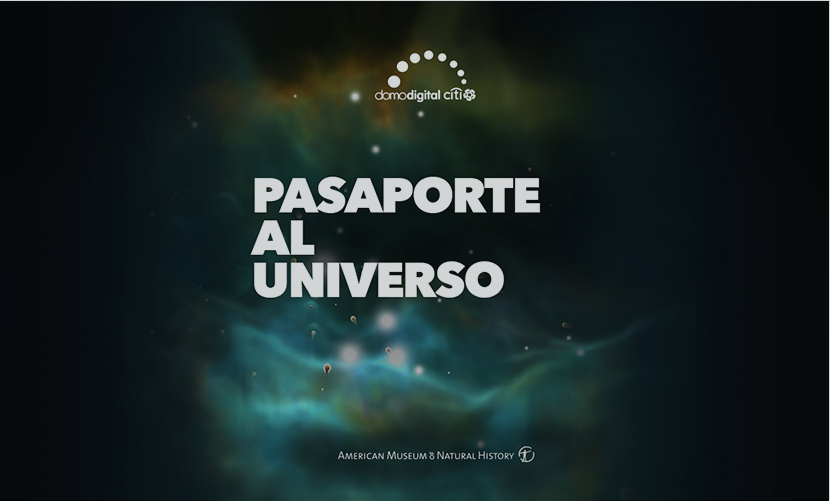 domodigital citi
PASAPORTE
AL
UNIVERSO
AMERICAN MUSEUM OF NATURAL HISTORY